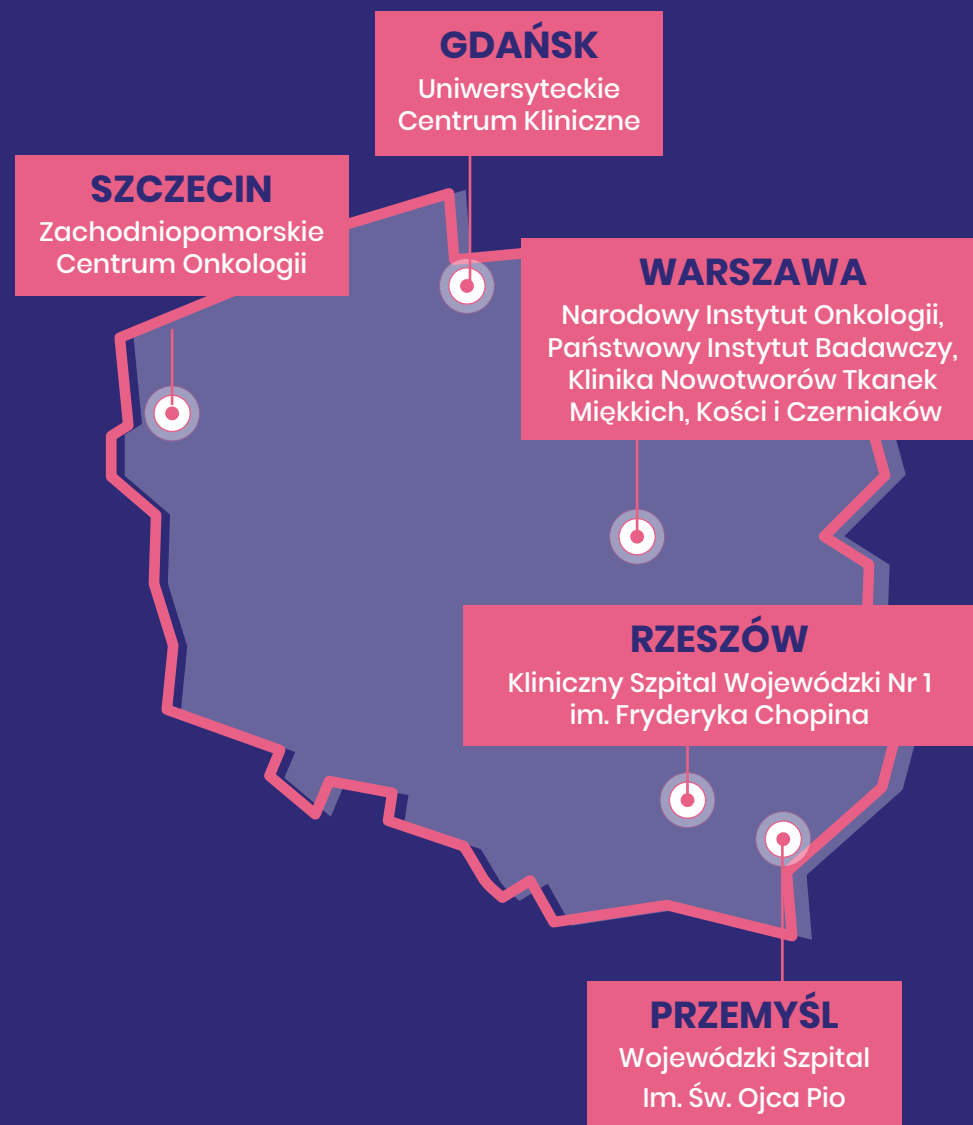 GDAŃSK
Uniwersyteckie
Centrum Kliniczne
SZCZECIN
Zachodniopomorskie
Centrum Onkologii
WARSZAWA
Narodowy Instytut Onkologii,
Państwowy Instytut Badawczy,
Klinika Nowotworów Tkanek
Miękkich, Kości i Czerniaków
RZESZÓW
Kliniczny Szpital Wojewódzki Nr 1
im. Fryderyka Chopina
PRZEMYŚL
Wojewódzki Szpital
Im. Św. Ojca Pio